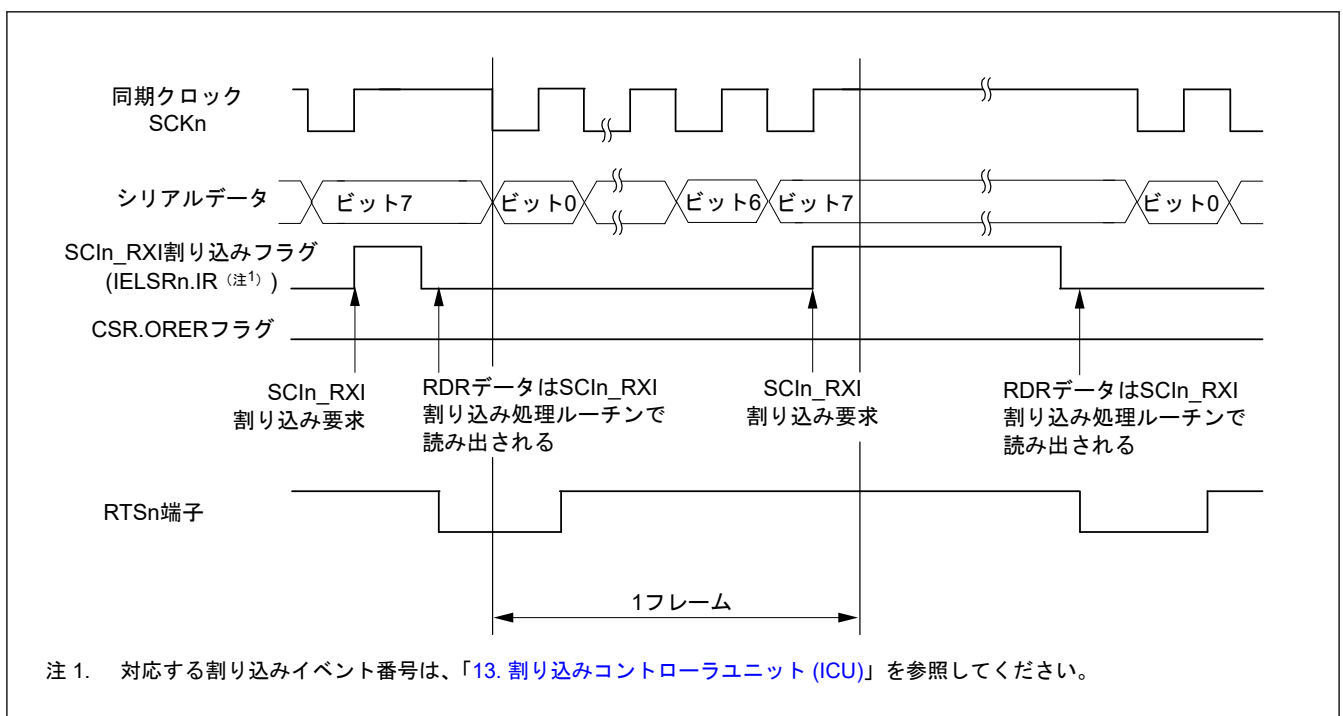 同期クロック
SCKn
シリアルデータ
ビット7
ビット0
ビット6
ビット7
ビット0
SCIn_RXI割り込みフラグ
(IELSRn.IR（注1）)
CSR.ORERフラグ
SCIn_RXI
割り込み要求
RDRデータはSCIn_RXI
割り込み処理ルーチンで
読み出される
SCIn_RXI
割り込み要求
RDRデータはSCIn_RXI
割り込み処理ルーチンで
読み出される
RTSn端子
1フレーム
注 1. 対応する割り込みイベント番号は、「13. 割り込みコントローラユニット (ICU)」を参照してください。